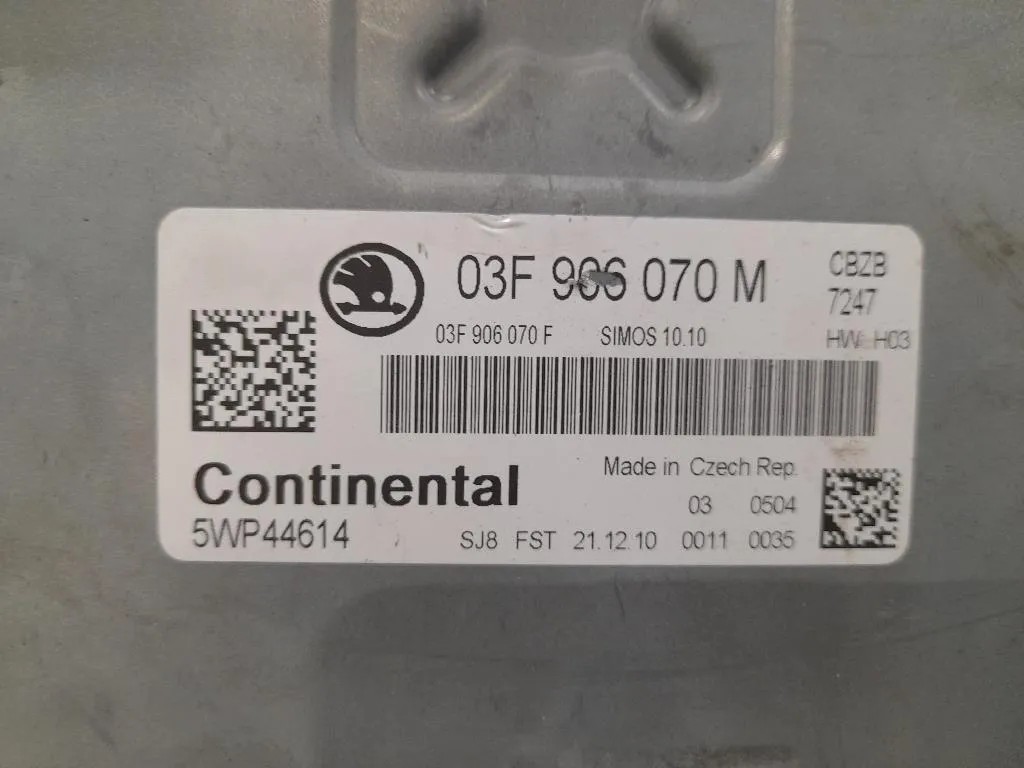 03F 906 070 M
CBZB
7247
03F 906 070 F SIMOS 10.10
HW H03
Continental
Made in Czech Rep.
03 0504
5WP44614
SJ8 FST 21.12.10 0011 0035